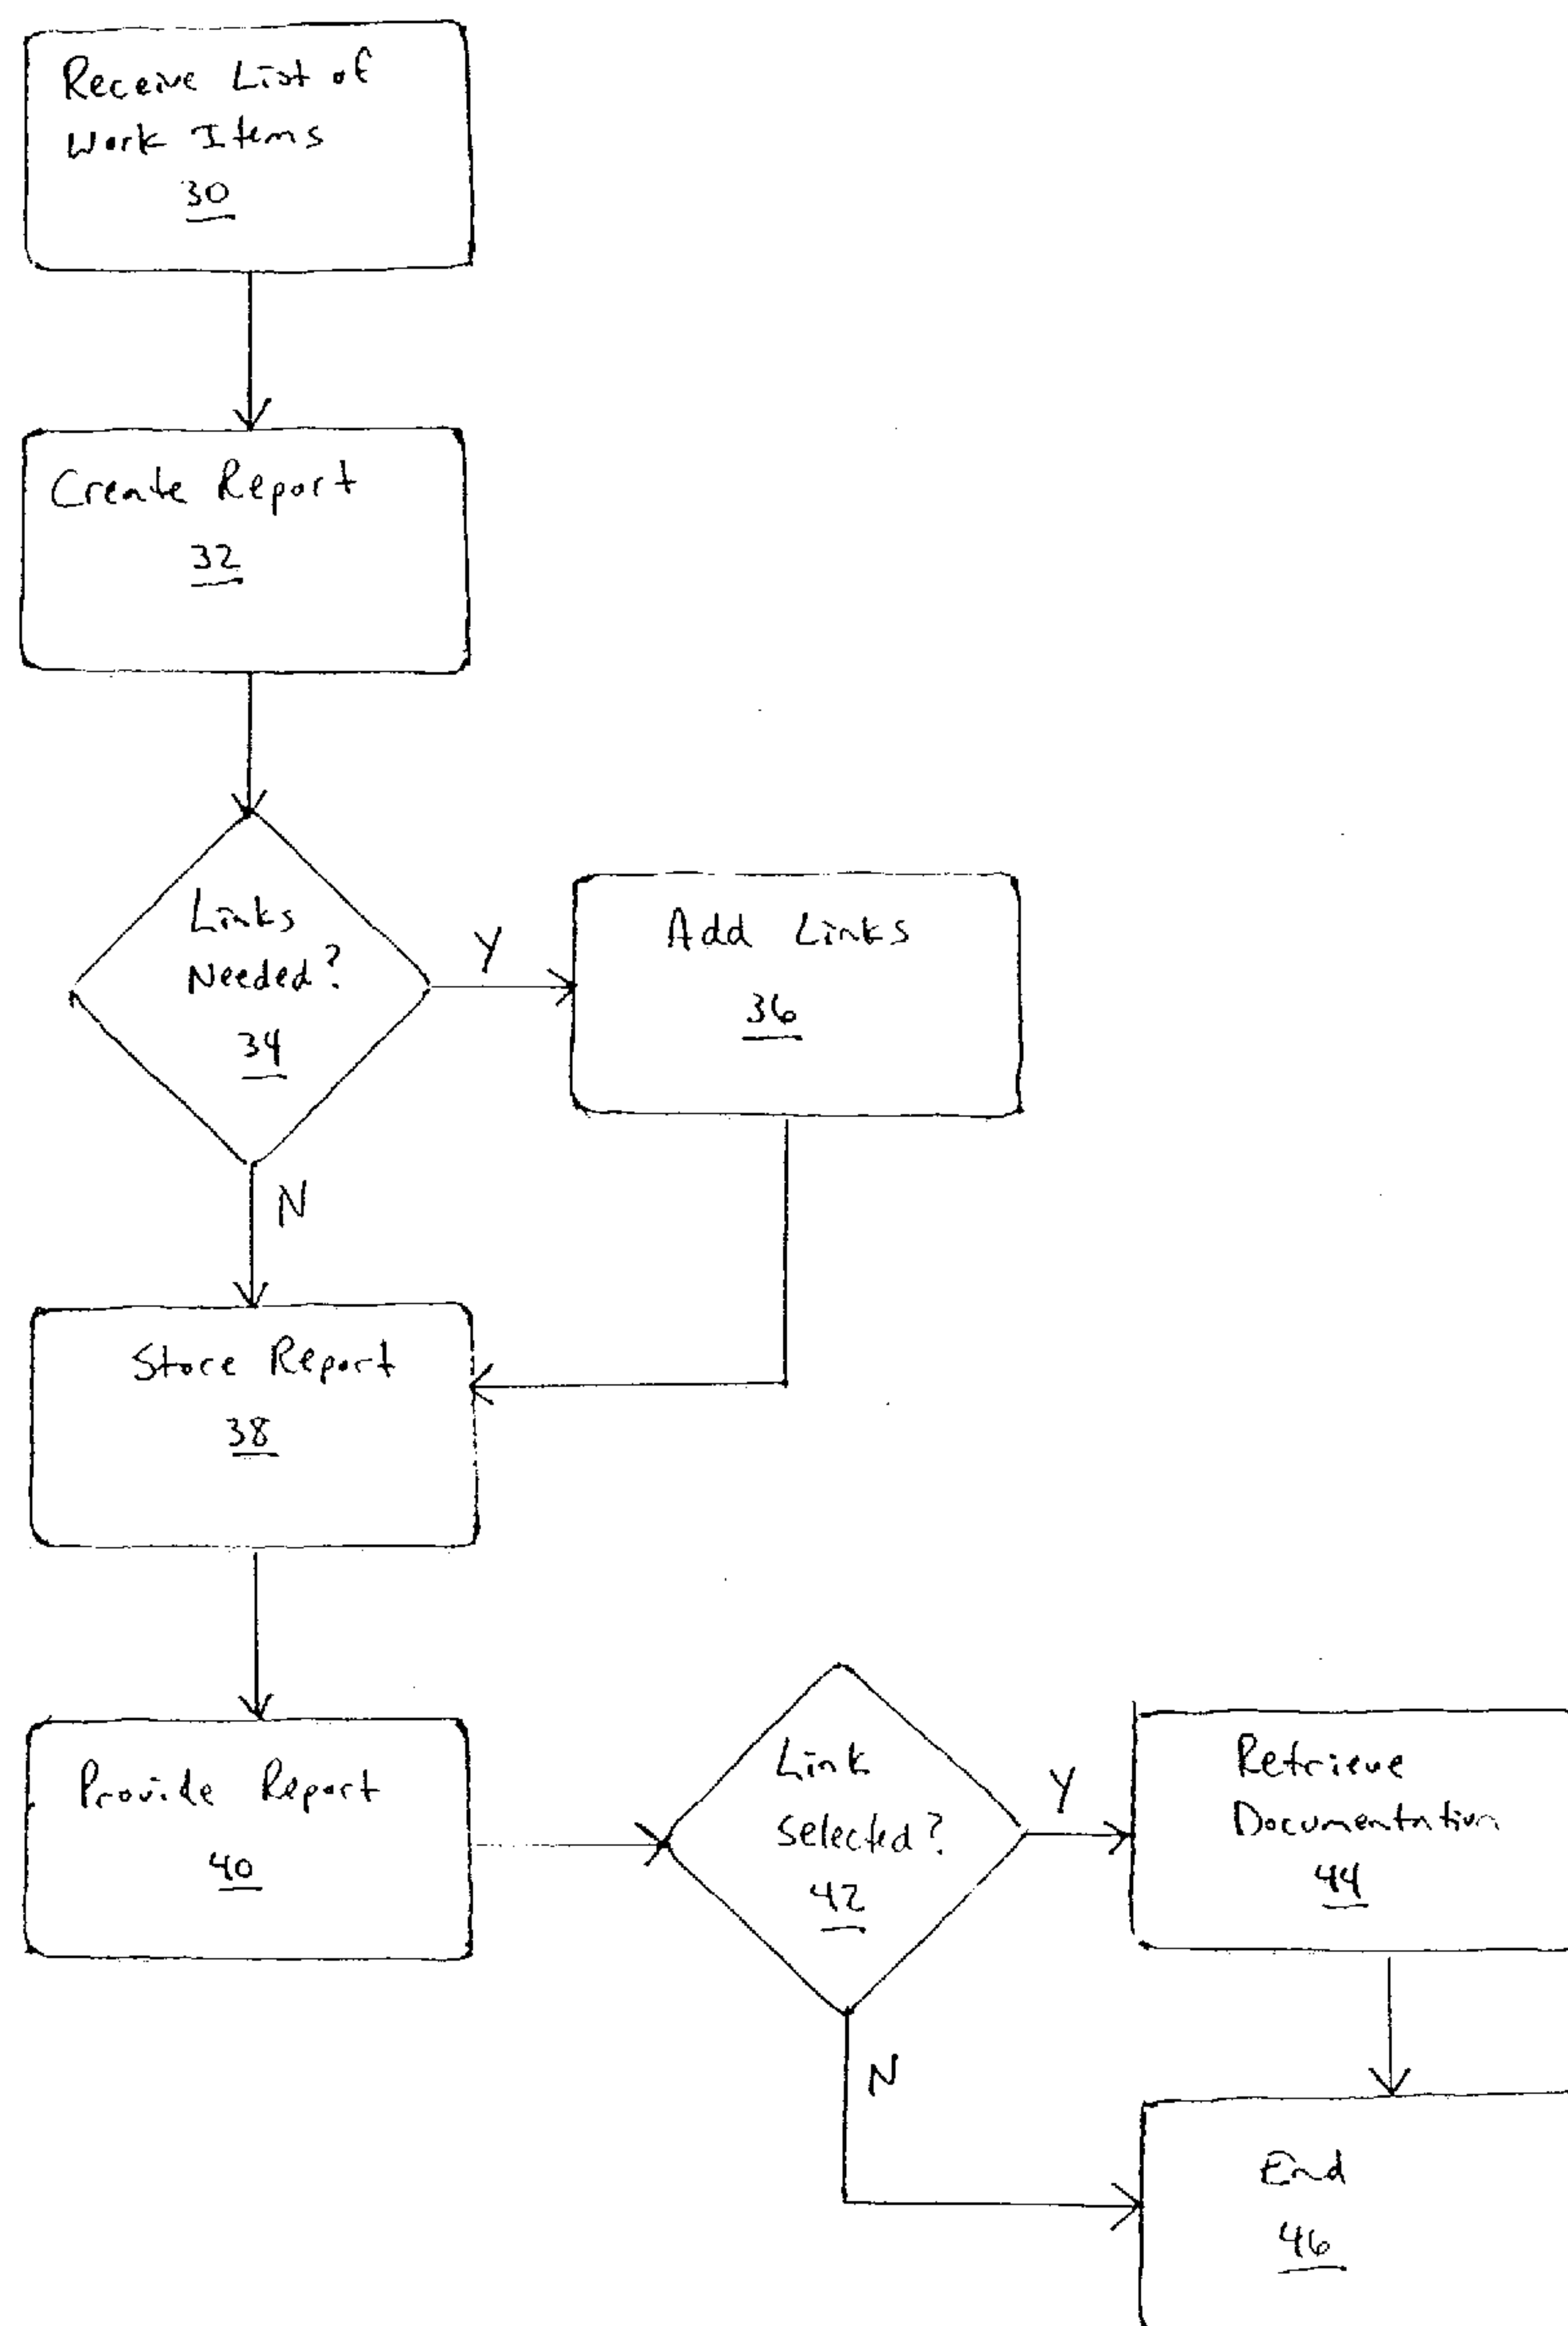 Receive List of
Work Items
30
Create Report
32
Links
Needed?
34
Y
Add Links
36
N
Store Report
38
Provide Report
40
Link
Selected?
42
Y
Retrieve
Documentation
44
N
End
46